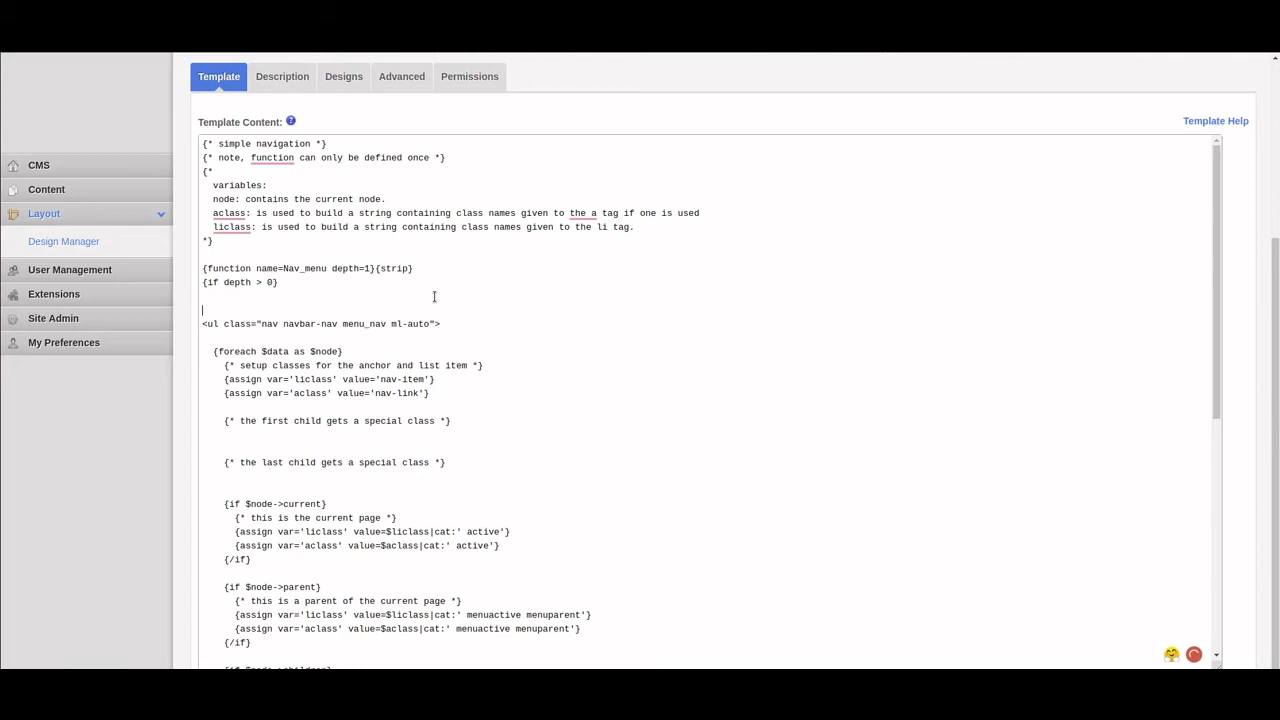 Template
Description
Designs
Advanced
Permissions
Template Content:
Template Help
CMS
Content
Layout
Design Manager
User Management
Extensions
Site Admin
My Preferences
{* simple navigation *}
{* note, function can only be defined once *}
{*
variables:
node: contains the current node.
aclass: is used to build a string containing class names given to the a tag if one is used
liclass: is used to build a string containing class names given to the li tag.
*}
{function name=Nav_menu depth=1}{strip}
{if depth > 0}
<ul class="nav navbar-nav menu_nav ml-auto">
{foreach $data as $node}
{* setup classes for the anchor and list item *}
{assign var='liclass' value='nav-item'}
{assign var='aclass' value='nav-link'}
{* the first child gets a special class *}
{* the last child gets a special class *}
{if $node->current}
{* this is the current page *}
{assign var='liclass' value=$liclass|cat:' active'}
{assign var='aclass' value=$aclass|cat:' active'}
{/if}
{if $node->parent}
{* this is a parent of the current page *}
{assign var='liclass' value=$liclass|cat:' menuactive menuparent'}
{assign var='aclass' value=$aclass|cat:' menuactive menuparent'}
{/if}